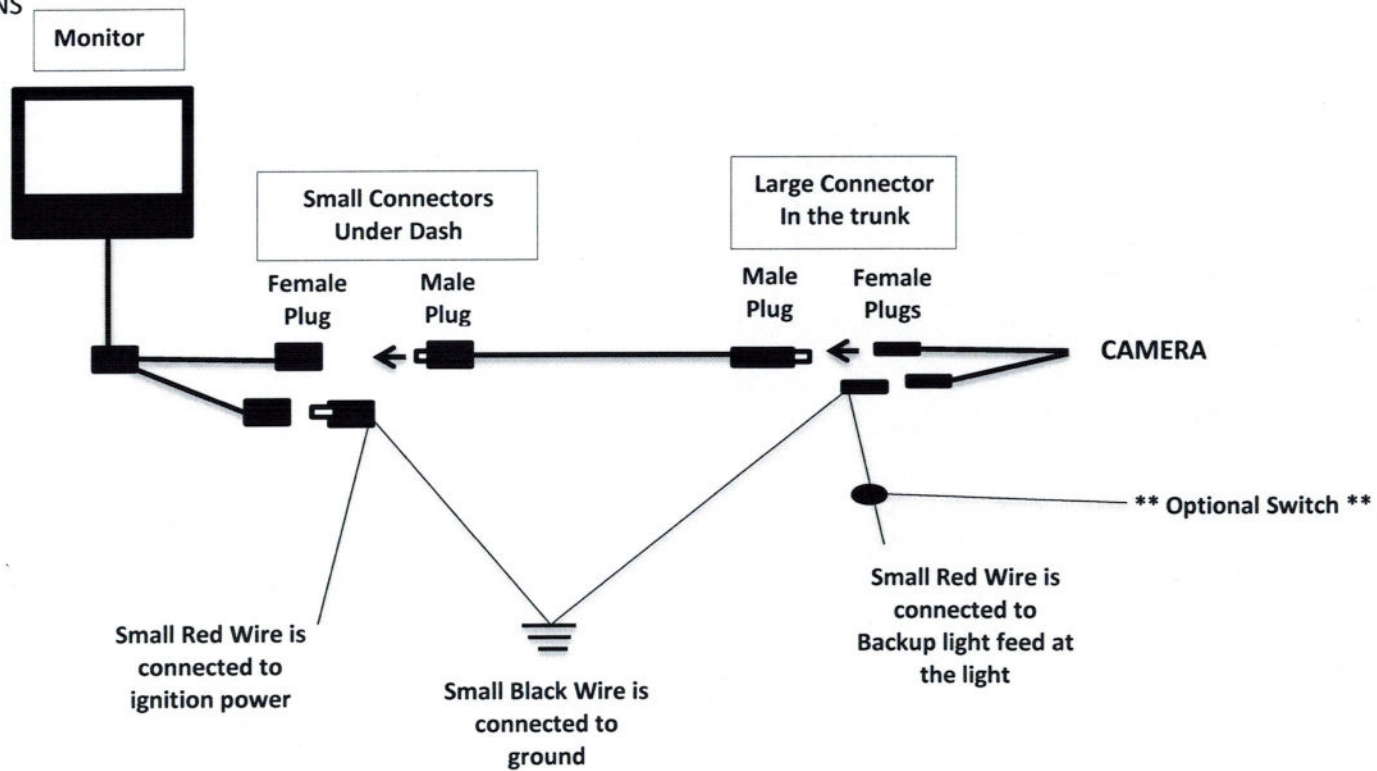 NS
Monitor
Small Connectors
Under Dash
Large Connector
In the trunk
Female
Plug
Male
Plug
Male
Plug
Female
Plugs
CAMERA
** Optional Switch **
Small Red Wire is
connected to
ignition power
Small Black Wire is
connected to
ground
Small Red Wire is
connected to
Backup light feed at
the light